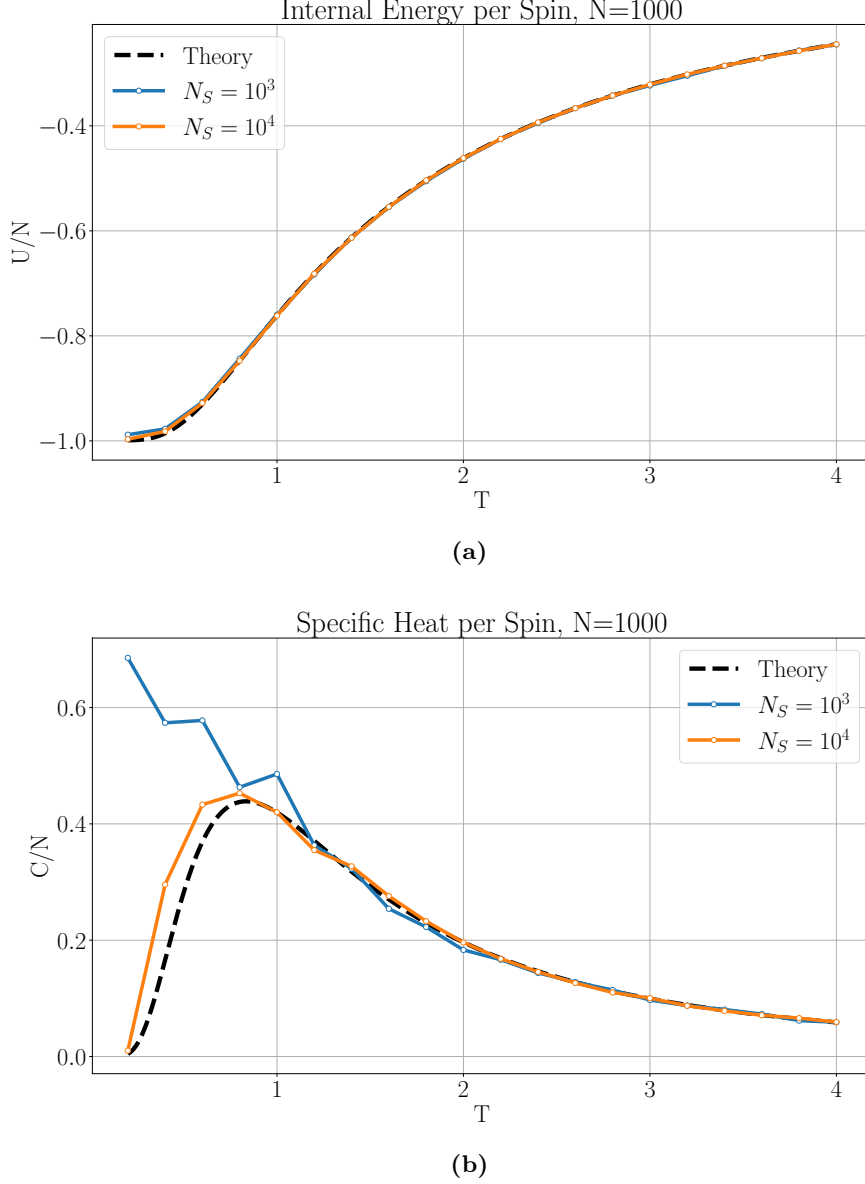 Internal Energy per Spin, N=1000
Theory
$N_S = 10^3$
$N_S = 10^4$
U/N
−0.4
−0.6
−0.8
−1.0
1 2 3 4
T
(a)
Specific Heat per Spin, N=1000
Theory
$N_S = 10^3$
$N_S = 10^4$
C/N
0.6
0.4
0.2
0.0
1 2 3 4
T
(b)